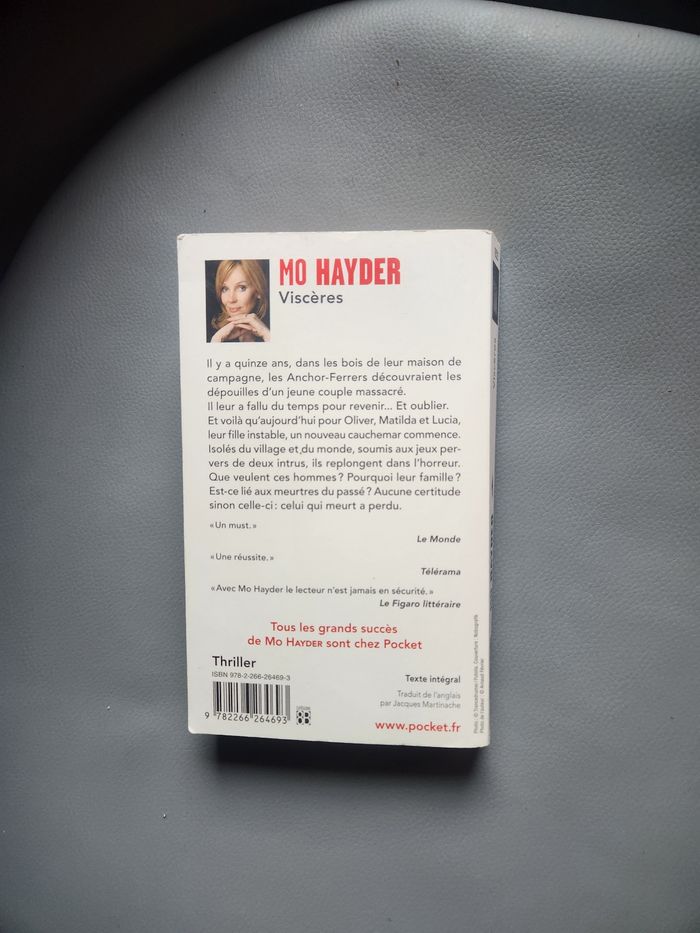 MO HAYDER
Viscères
Il y a quinze ans, dans les bois de leur maison de
campagne, les Anchor-Ferrers découvraient les
dépouilles d'un jeune couple massacré.
Il leur a fallu du temps pour revenir... Et oublier.
Et voilà qu'aujourd'hui pour Oliver, Matilda et Lucia,
leur fille instable, un nouveau cauchemar commence.
Isolés du village et du monde, soumis aux jeux per-
vers de deux intrus, ils replongent dans l'horreur.
Que veulent ces hommes ? Pourquoi leur famille ?
Est-ce lié aux meurtres du passé ? Aucune certitude
sinon celle-ci : celui qui meurt a perdu.
« Un must. »
Le Monde
« Une réussite. »
Télérama
« Avec Mo Hayder le lecteur n'est jamais en sécurité. »
Le Figaro littéraire
Tous les grands succès
de MO HAYDER sont chez Pocket
Thriller
ISBN 978-2-266-26469-3
9 782266 264693
Texte intégral
Traduit de l'anglais
par Jacques Martinache
www.pocket.fr
Viscères